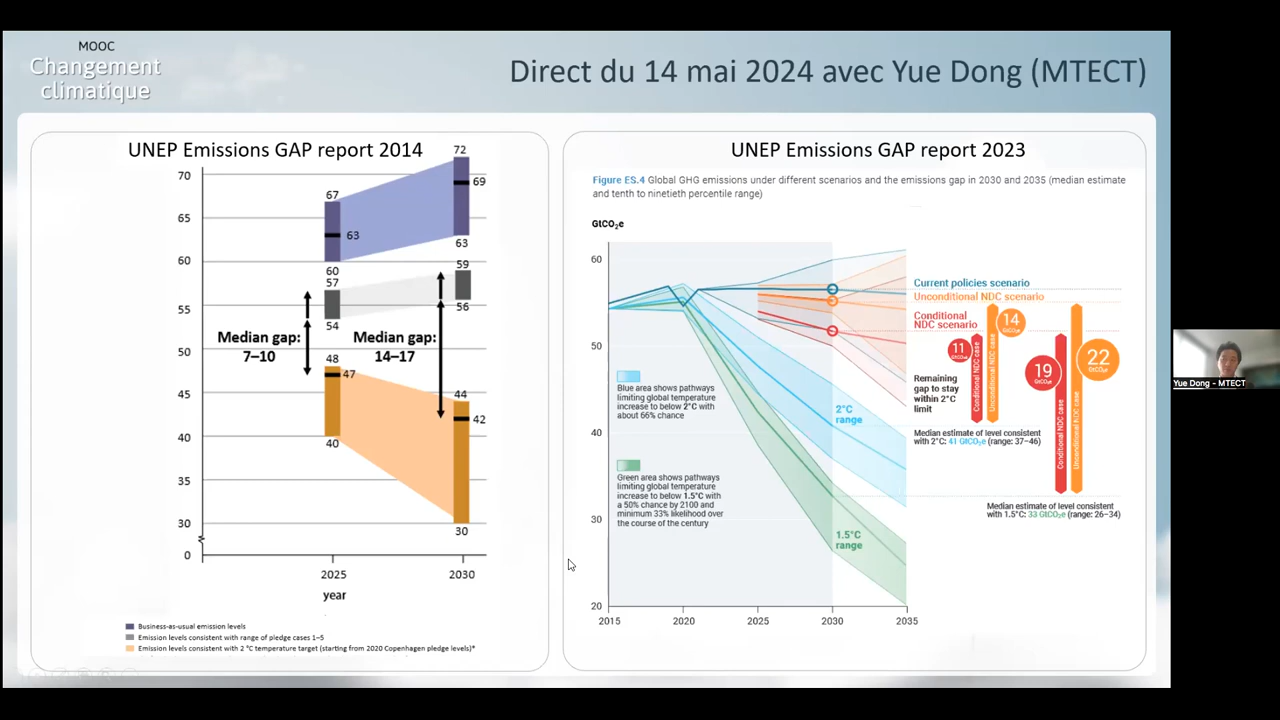 MOOC
Changement
climatique
Direct du 14 mai 2024 avec Yue Dong (MTECT)
UNEP Emissions GAP report 2014
70
65
60
55
50
45
40
35
30
0
67
63
60
57
54
48
47
40
72
69
63
59
56
44
42
30
Median gap:
7–10
Median gap:
14–17
2025
2030
year
Business-as-usual emission levels
Emission levels consistent with range of pledge cases 1–5
Emission levels consistent with 2 °C temperature target (starting from 2020 Copenhagen pledge levels)*
UNEP Emissions GAP report 2023
Figure ES.4 Global GHG emissions under different scenarios and the emissions gap in 2030 and 2035 (median estimate
and tenth to ninetieth percentile range)
GtCO₂e
60
50
40
30
20
2015
2020
2025
2030
2035
Blue area shows pathways
limiting global temperature
increase to below 2°C with
about 66% chance
Green area shows pathways
limiting global temperature
increase to below 1.5°C with
a 50% chance by 2100 and
minimum 33% likelihood over
the course of the century
2°C
range
1.5°C
range
Current policies scenario
Unconditional NDC scenario
Conditional
NDC scenario
11
GtCO₂e
14
GtCO₂e
19
GtCO₂e
22
GtCO₂e
Conditional NDC case
Unconditional NDC case
Conditional NDC case
Unconditional NDC case
Remaining
gap to stay
within 2°C
limit
Median estimate of level consistent
with 2°C: 41 GtCO₂e (range: 37–46)
Median estimate of level consistent
with 1.5°C: 33 GtCO₂e (range: 26–34)
Yue Dong - MTECT